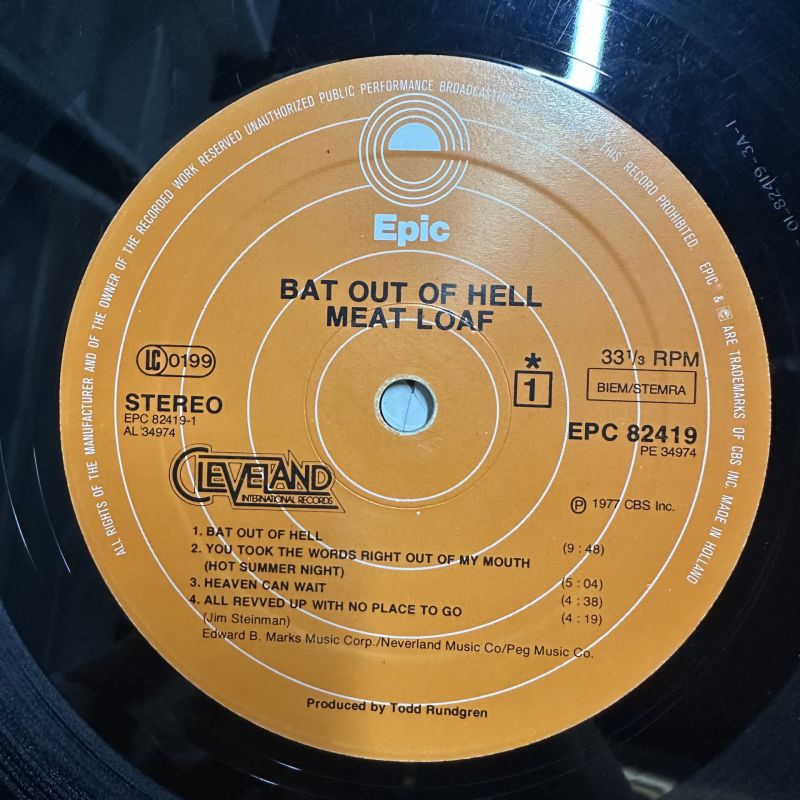 ALL RIGHTS OF THE MANUFACTURER AND OF THE OWNER OF THE RECORDED WORK RESERVED UNAUTHORIZED PUBLIC PERFORMANCE BROADCASTING THIS RECORD PROHIBITED. EPIC & ARE TRADEMARKS OF CBS INC. MADE IN HOLLAND
01-82419-3A-1
Epic
BAT OUT OF HELL
MEAT LOAF
LC 0199
* 33 1/3 RPM
1
BIEM/STEMRA
STEREO
EPC 82419-1
AL 34974
EPC 82419
PE 34974
CLEVELAND
INTERNATIONAL RECORDS
Ⓟ 1977 CBS Inc.
1. BAT OUT OF HELL (9 : 48)
2. YOU TOOK THE WORDS RIGHT OUT OF MY MOUTH
(HOT SUMMER NIGHT) (5 : 04)
3. HEAVEN CAN WAIT (4 : 38)
4. ALL REVVED UP WITH NO PLACE TO GO (4 : 19)
(Jim Steinman)
Edward B. Marks Music Corp./Neverland Music Co/Peg Music Co.
Produced by Todd Rundgren